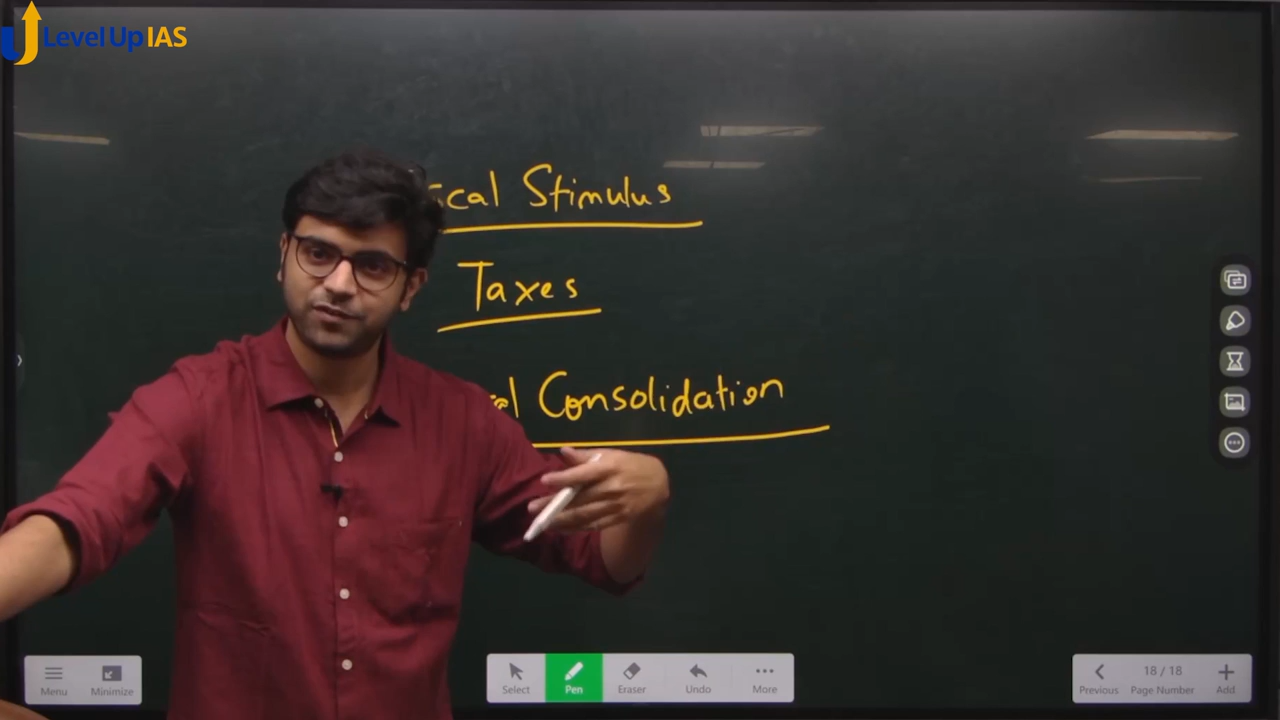 Level Up IAS
Stimulus
Taxes
Consolidation
Menu
Minimize
Select
Pen
Eraser
Undo
More
Previous
18 / 18
Page Number
Add